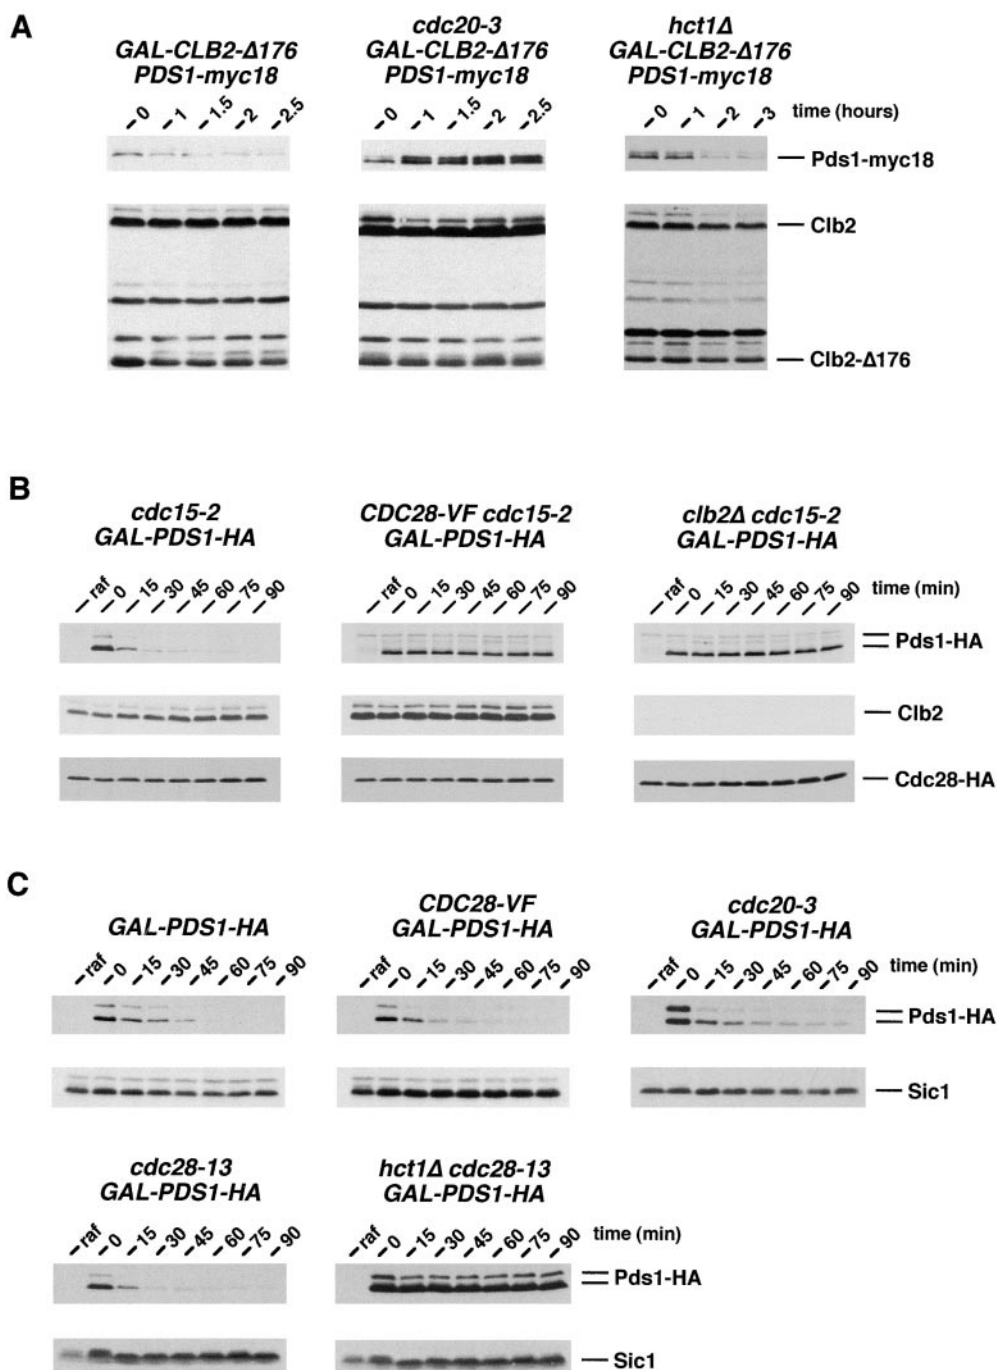 A
GAL-CLB2-Δ176
PDS1-myc18
cdc20-3
GAL-CLB2-Δ176
PDS1-myc18
hct1Δ
GAL-CLB2-Δ176
PDS1-myc18
0 1 1.5 2 2.5
0 1 1.5 2 2.5
0 1 2 3
time (hours)
Pds1-myc18
Clb2
Clb2-Δ176
B
cdc15-2
GAL-PDS1-HA
CDC28-VF cdc15-2
GAL-PDS1-HA
clb2Δ cdc15-2
GAL-PDS1-HA
raf 0 15 30 45 60 75 90
raf 0 15 30 45 60 75 90
raf 0 15 30 45 60 75 90
time (min)
Pds1-HA
Clb2
Cdc28-HA
C
GAL-PDS1-HA
CDC28-VF
GAL-PDS1-HA
cdc20-3
GAL-PDS1-HA
raf 0 15 30 45 60 75 90
raf 0 15 30 45 60 75 90
time (min)
raf 0 15 30 45 60 75 90
Pds1-HA
Sic1
cdc28-13
GAL-PDS1-HA
hct1Δ cdc28-13
GAL-PDS1-HA
raf 0 15 30 45 60 75 90
raf 0 15 30 45 60 75 90
time (min)
Pds1-HA
Sic1